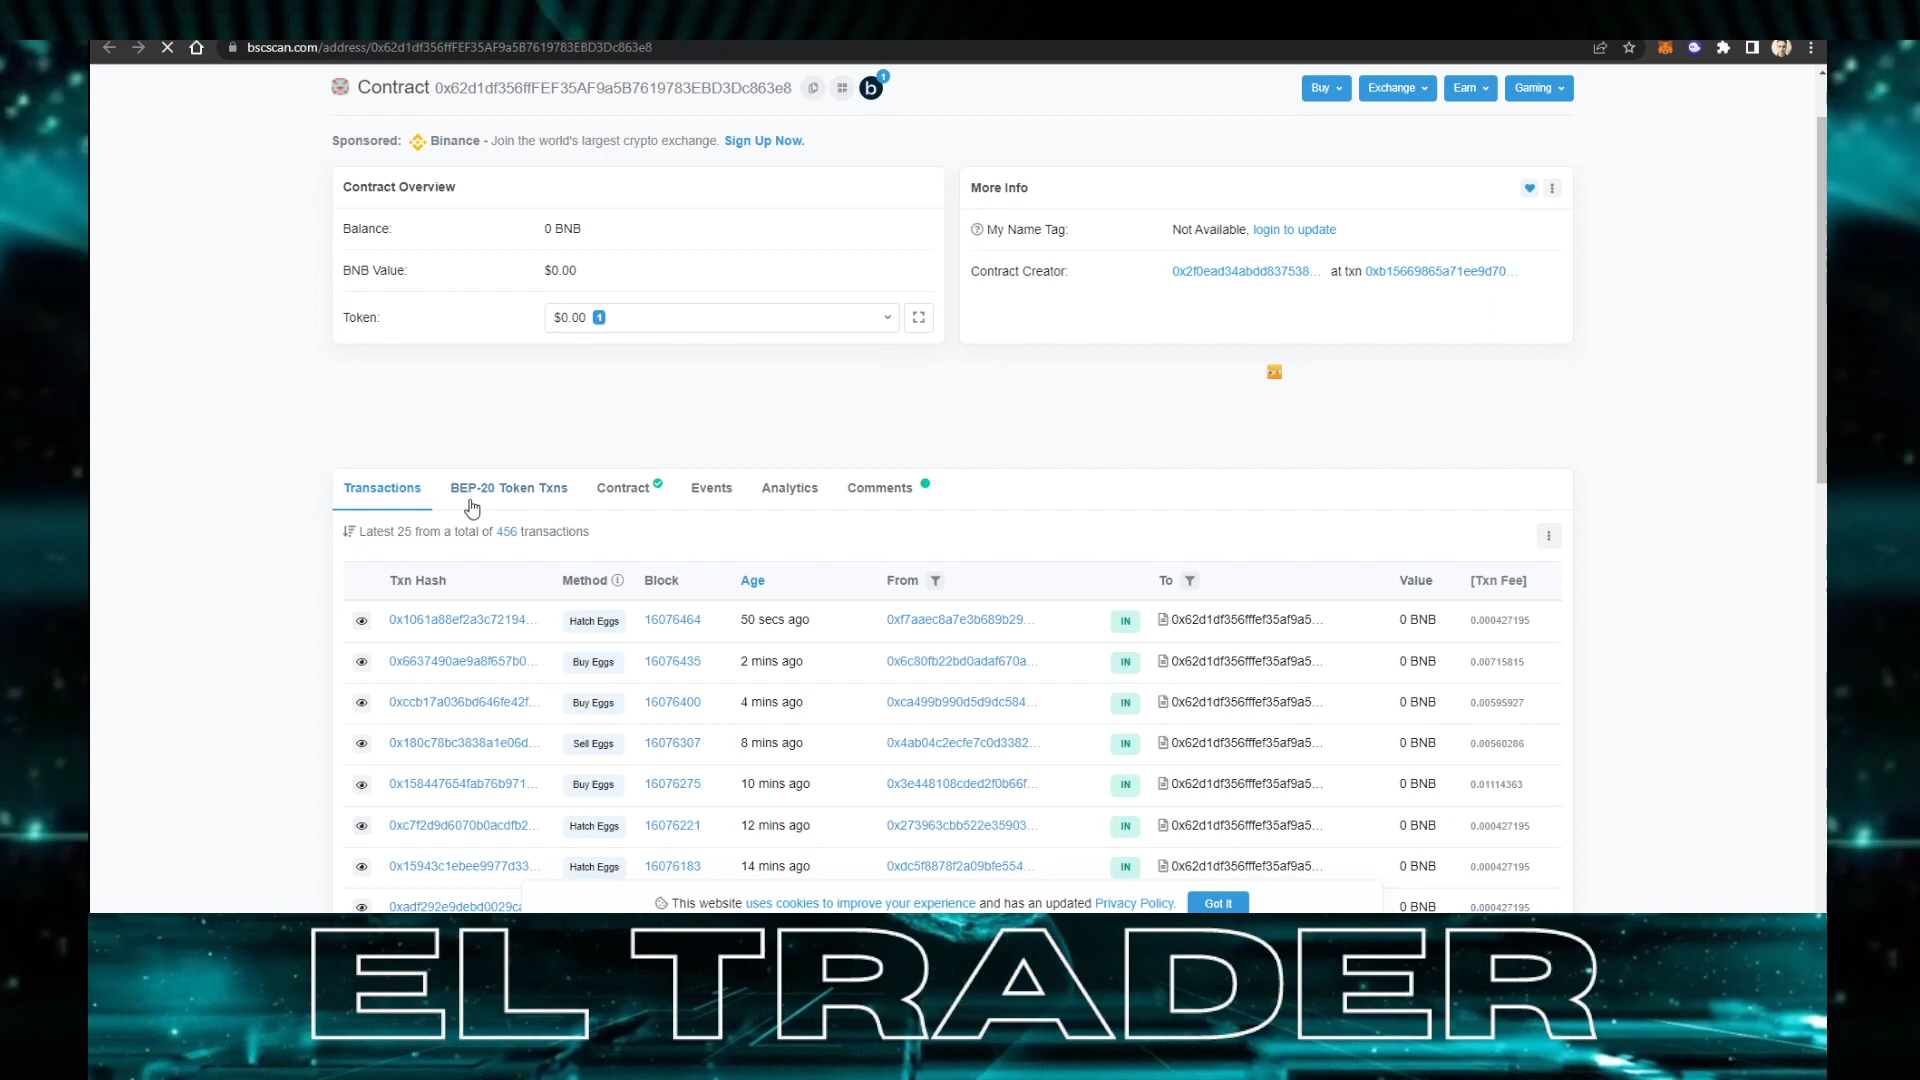 bscscan.com/address/0x62d1df356ffFEF35AF9a5B7619783EBD3Dc863e8
Contract 0x62d1df356ffFEF35AF9a5B7619783EBD3Dc863e8 b 1
Buy Exchange Earn Gaming
Sponsored: Binance - Join the world's largest crypto exchange. Sign Up Now.
Contract Overview
Balance: 0 BNB
BNB Value: $0.00
Token: $0.00 1
More Info
My Name Tag: Not Available, login to update
Contract Creator: 0x2f0ead34abdd837538... at txn 0xb15669865a71ee9d70...
Transactions BEP-20 Token Txns Contract Events Analytics Comments
Latest 25 from a total of 456 transactions
Txn Hash Method Block Age From To Value [Txn Fee]
0x1061a88ef2a3c72194... Hatch Eggs 16076464 50 secs ago 0xf7aaec8a7e3b689b29... IN 0x62d1df356fffef35af9a5... 0 BNB 0.000427195
0x6637490ae9a8f657b0... Buy Eggs 16076435 2 mins ago 0x6c80fb22bd0adaf670a... IN 0x62d1df356fffef35af9a5... 0 BNB 0.00715815
0xccb17a036bd646fe42f... Buy Eggs 16076400 4 mins ago 0xca499b990d5d9dc584... IN 0x62d1df356fffef35af9a5... 0 BNB 0.00595927
0x180c78bc3838a1e06d... Sell Eggs 16076307 8 mins ago 0x4ab04c2ecfe7c0d3382... IN 0x62d1df356fffef35af9a5... 0 BNB 0.00560286
0x158447654fab76b971... Buy Eggs 16076275 10 mins ago 0x3e448108cded2f0b66f... IN 0x62d1df356fffef35af9a5... 0 BNB 0.01114363
0xc7f2d9d6070b0acdfb2... Hatch Eggs 16076221 12 mins ago 0x273963cbb522e35903... IN 0x62d1df356fffef35af9a5... 0 BNB 0.000427195
0x15943c1ebee9977d33... Hatch Eggs 16076183 14 mins ago 0xdc5f8878f2a09bfe554... IN 0x62d1df356fffef35af9a5... 0 BNB 0.000427195
0xadf292e9debd0029ca 0 BNB 0.000427195
This website uses cookies to improve your experience and has an updated Privacy Policy. Got It
EL TRADER